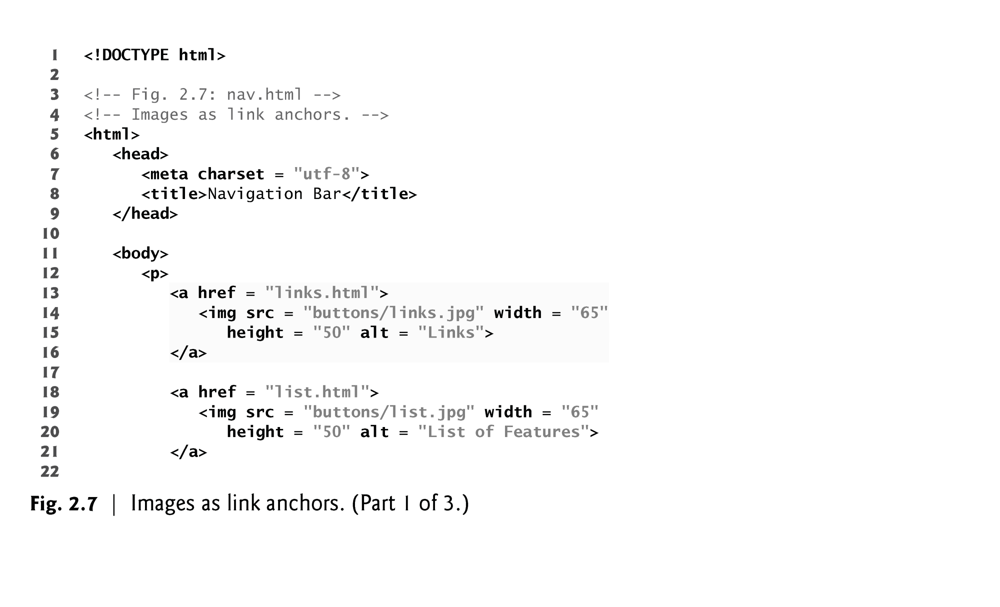 1 <!DOCTYPE html>
2
3 <!-- Fig. 2.7: nav.html -->
4 <!-- Images as link anchors. -->
5 <html>
6    <head>
7       <meta charset = "utf-8">
8       <title>Navigation Bar</title>
9    </head>
10
11    <body>
12       <p>
13          <a href = "links.html">
14             <img src = "buttons/links.jpg" width = "65"
15                height = "50" alt = "Links">
16          </a>
17
18          <a href = "list.html">
19             <img src = "buttons/list.jpg" width = "65"
20                height = "50" alt = "List of Features">
21          </a>
22
Fig. 2.7 | Images as link anchors. (Part 1 of 3.)